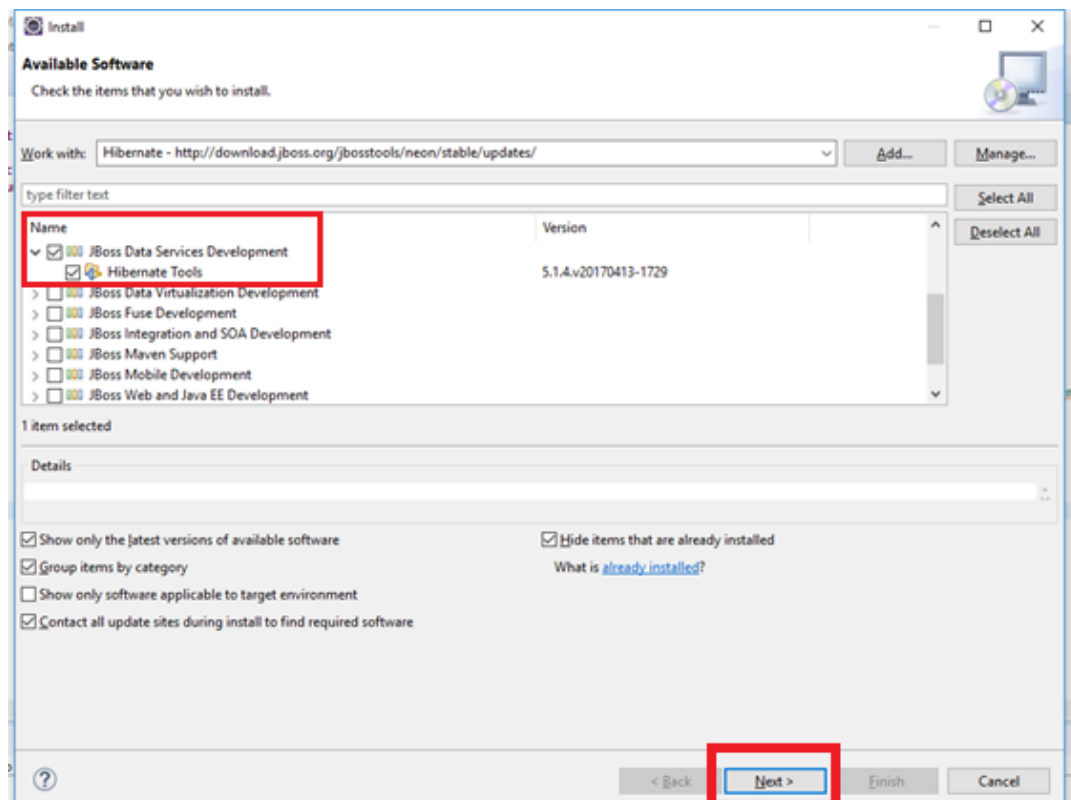 Install
Available Software
Check the items that you wish to install.
Work with: Hibernate - http://download.jboss.org/jbosstools/neon/stable/updates/ Add... Manage...
type filter text Select All
Name Version Deselect All
JBoss Data Services Development
Hibernate Tools 5.1.4.v20170413-1729
JBoss Data Virtualization Development
JBoss Fuse Development
JBoss Integration and SOA Development
JBoss Maven Support
JBoss Mobile Development
JBoss Web and Java EE Development
1 item selected
Details
Show only the latest versions of available software Hide items that are already installed
Group items by category What is already installed?
Show only software applicable to target environment
Contact all update sites during install to find required software
? < Back Next > Finish Cancel